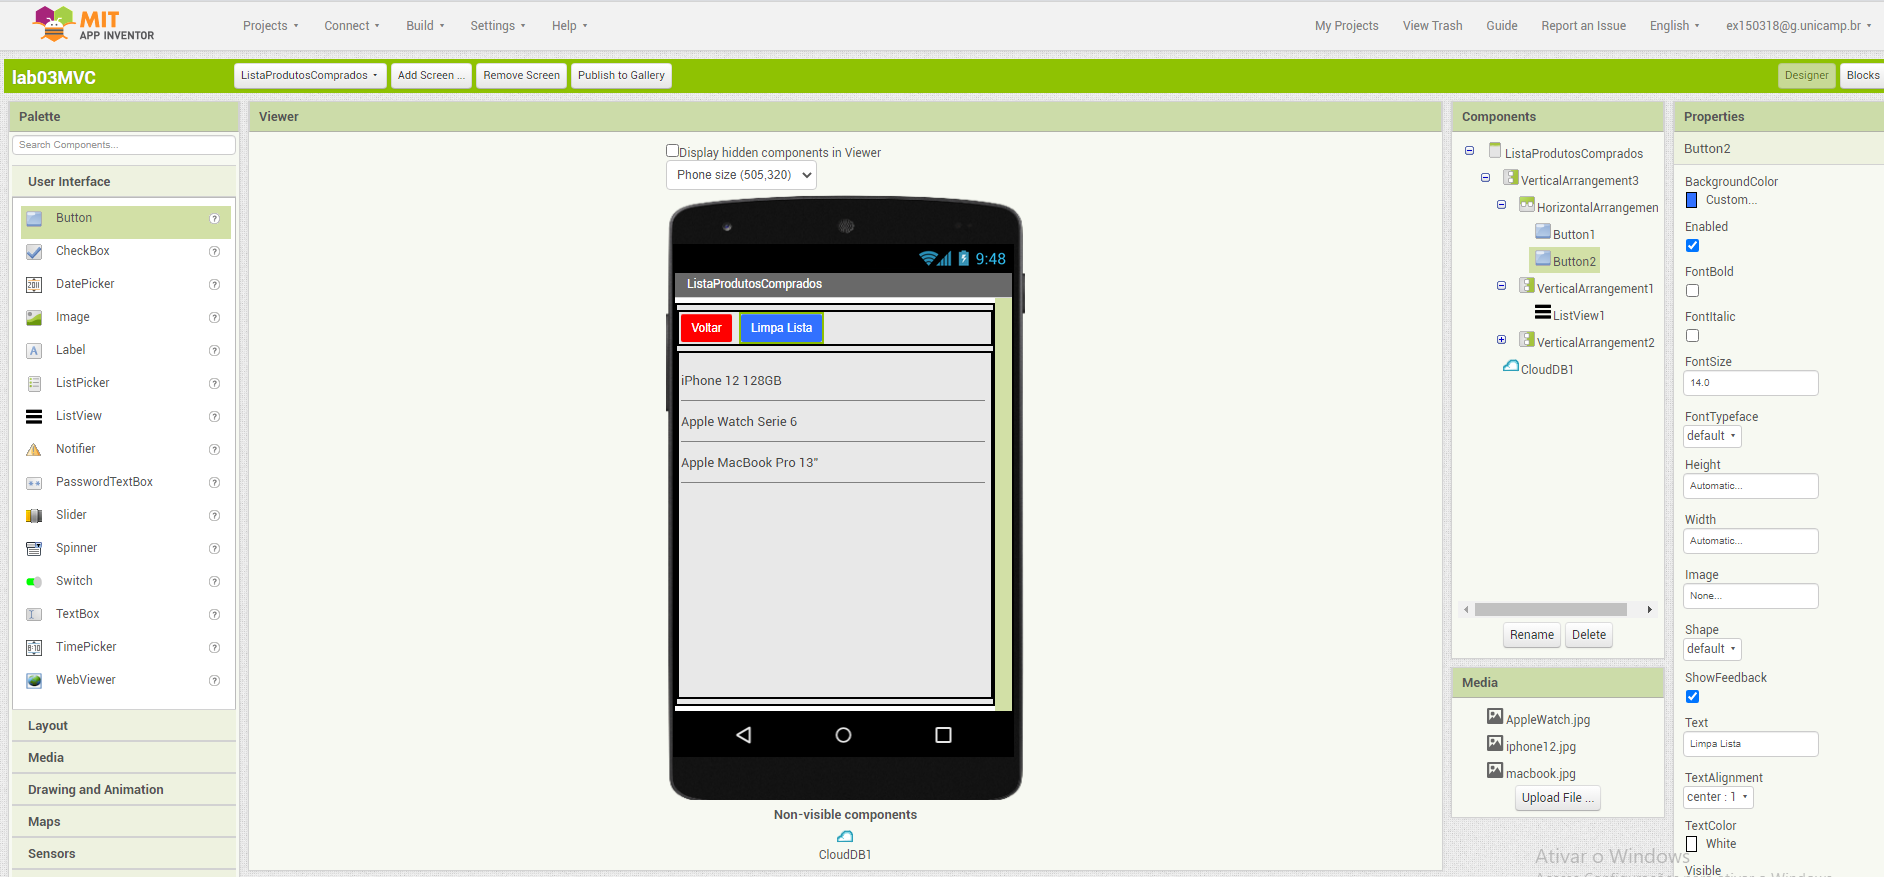 MIT
APP INVENTOR
Projects Connect Build Settings Help My Projects View Trash Guide Report an Issue English ex150318@g.unicamp.br
lab03MVC ListaProdutosComprados Add Screen ... Remove Screen Publish to Gallery Designer Blocks
Palette
Search Components...
User Interface
Button ?
CheckBox ?
DatePicker ?
Image ?
Label ?
ListPicker ?
ListView ?
Notifier ?
PasswordTextBox ?
Slider ?
Spinner ?
Switch ?
TextBox ?
TimePicker ?
WebViewer ?
Layout
Media
Drawing and Animation
Maps
Sensors
Viewer
Display hidden components in Viewer
Phone size (505,320)
9:48
ListaProdutosComprados
Voltar Limpa Lista
iPhone 12 128GB
Apple Watch Serie 6
Apple MacBook Pro 13"
Non-visible components
CloudDB1
Components
ListaProdutosComprados
VerticalArrangement3
HorizontalArrangemen
Button1
Button2
VerticalArrangement1
ListView1
VerticalArrangement2
CloudDB1
Rename Delete
Media
AppleWatch.jpg
iphone12.jpg
macbook.jpg
Upload File ...
Properties
Button2
BackgroundColor
Custom...
Enabled
FontBold
FontItalic
FontSize
14.0
FontTypeface
default
Height
Automatic...
Width
Automatic...
Image
None...
Shape
default
ShowFeedback
Text
Limpa Lista
TextAlignment
center : 1
TextColor
White
Visible
Ativar o Windows